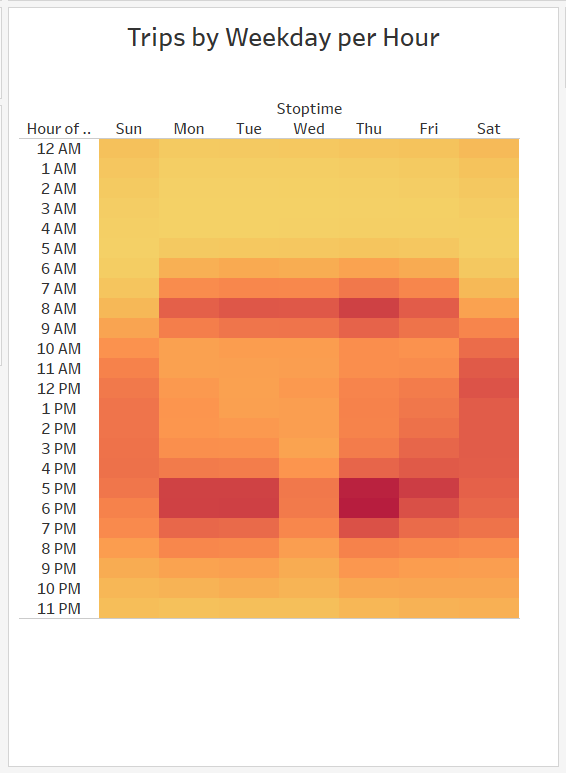 Trips by Weekday per Hour
Stoptime
Hour of .. Sun Mon Tue Wed Thu Fri Sat
12 AM
1 AM
2 AM
3 AM
4 AM
5 AM
6 AM
7 AM
8 AM
9 AM
10 AM
11 AM
12 PM
1 PM
2 PM
3 PM
4 PM
5 PM
6 PM
7 PM
8 PM
9 PM
10 PM
11 PM